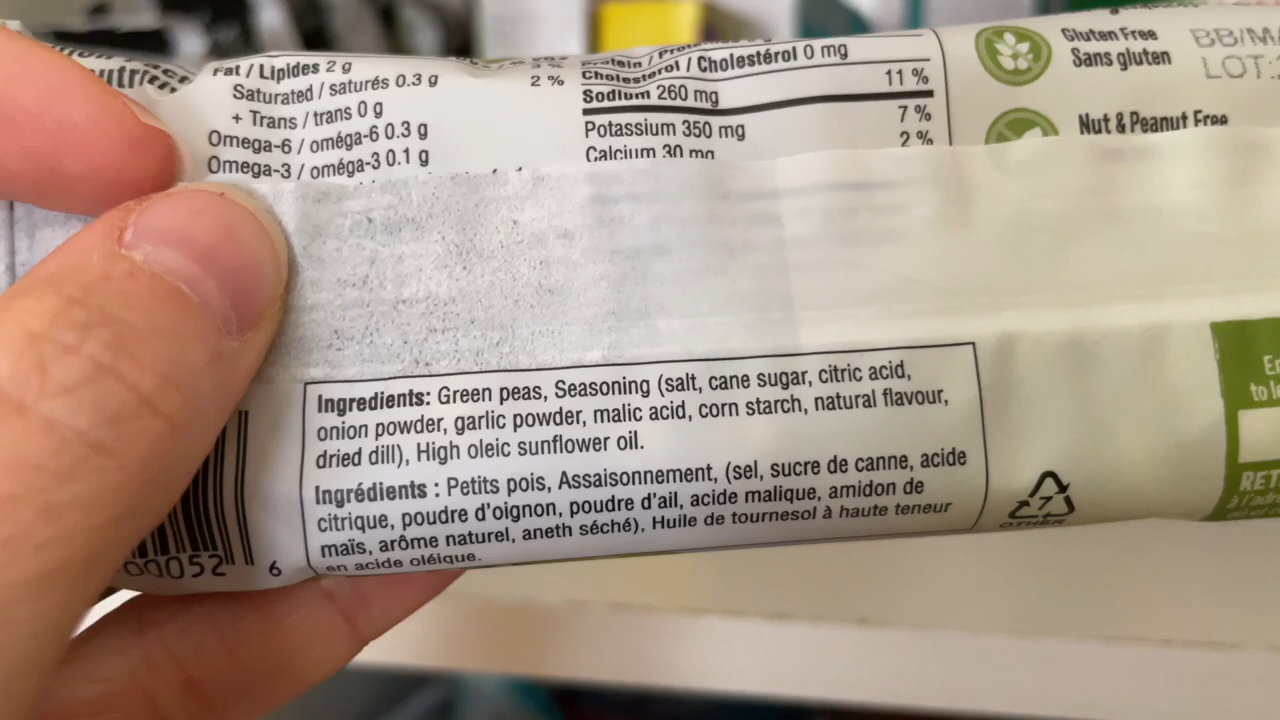 Fat / Lipides 2 g
Saturated / saturés 0.3 g
+ Trans / trans 0 g
2 %
Omega-6 / oméga-6 0.3 g
Omega-3 / oméga-3 0.1 g
Protein /
Cholesterol / Cholestérol 0 mg
Sodium 260 mg 11 %
Potassium 350 mg 7 %
Calcium 30 mg 2 %
Gluten Free
Sans gluten
Nut & Peanut Free
LOT:
Ingredients: Green peas, Seasoning (salt, cane sugar, citric acid,
onion powder, garlic powder, malic acid, corn starch, natural flavour,
dried dill), High oleic sunflower oil.
Ingrédients : Petits pois, Assaisonnement, (sel, sucre de canne, acide
citrique, poudre d'oignon, poudre d'ail, acide malique, amidon de
maïs, arôme naturel, aneth séché), Huile de tournesol à haute teneur
en acide oléique.
7
OTHER
00052 6